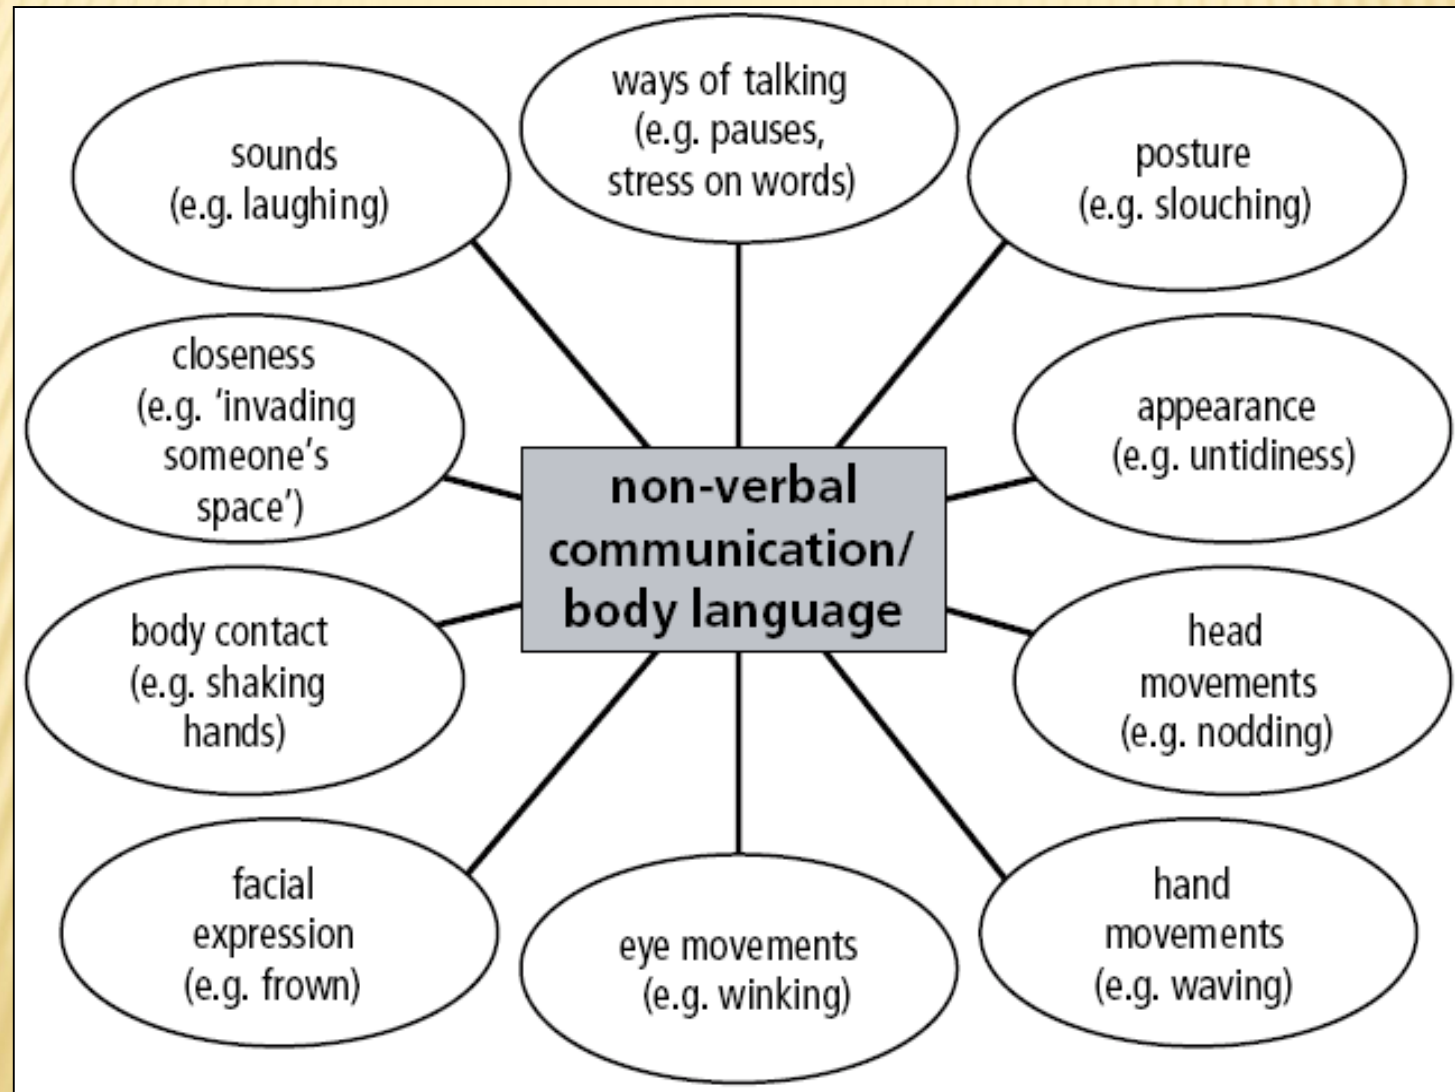 ways of talking
(e.g. pauses,
stress on words)
sounds
(e.g. laughing)
posture
(e.g. slouching)
closeness
(e.g. ‘invading
someone’s
space’)
appearance
(e.g. untidiness)
non-verbal
communication/
body language
body contact
(e.g. shaking
hands)
head
movements
(e.g. nodding)
facial
expression
(e.g. frown)
eye movements
(e.g. winking)
hand
movements
(e.g. waving)